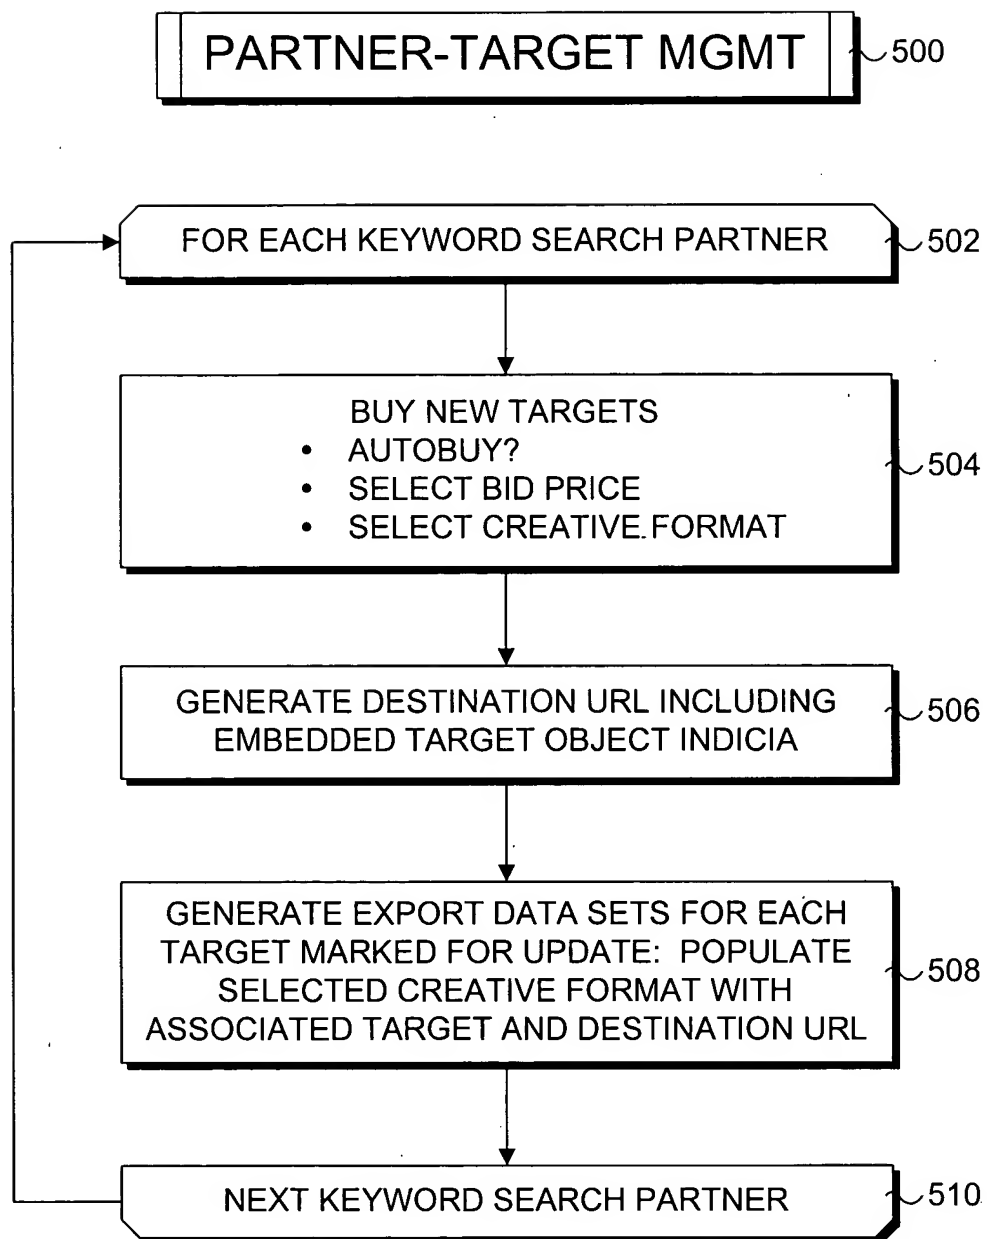 PARTNER-TARGET MGMT
500
FOR EACH KEYWORD SEARCH PARTNER
502
BUY NEW TARGETS
• AUTOBUY?
• SELECT BID PRICE
• SELECT CREATIVE FORMAT
504
GENERATE DESTINATION URL INCLUDING
EMBEDDED TARGET OBJECT INDICIA
506
GENERATE EXPORT DATA SETS FOR EACH
TARGET MARKED FOR UPDATE: POPULATE
SELECTED CREATIVE FORMAT WITH
ASSOCIATED TARGET AND DESTINATION URL
508
NEXT KEYWORD SEARCH PARTNER
510